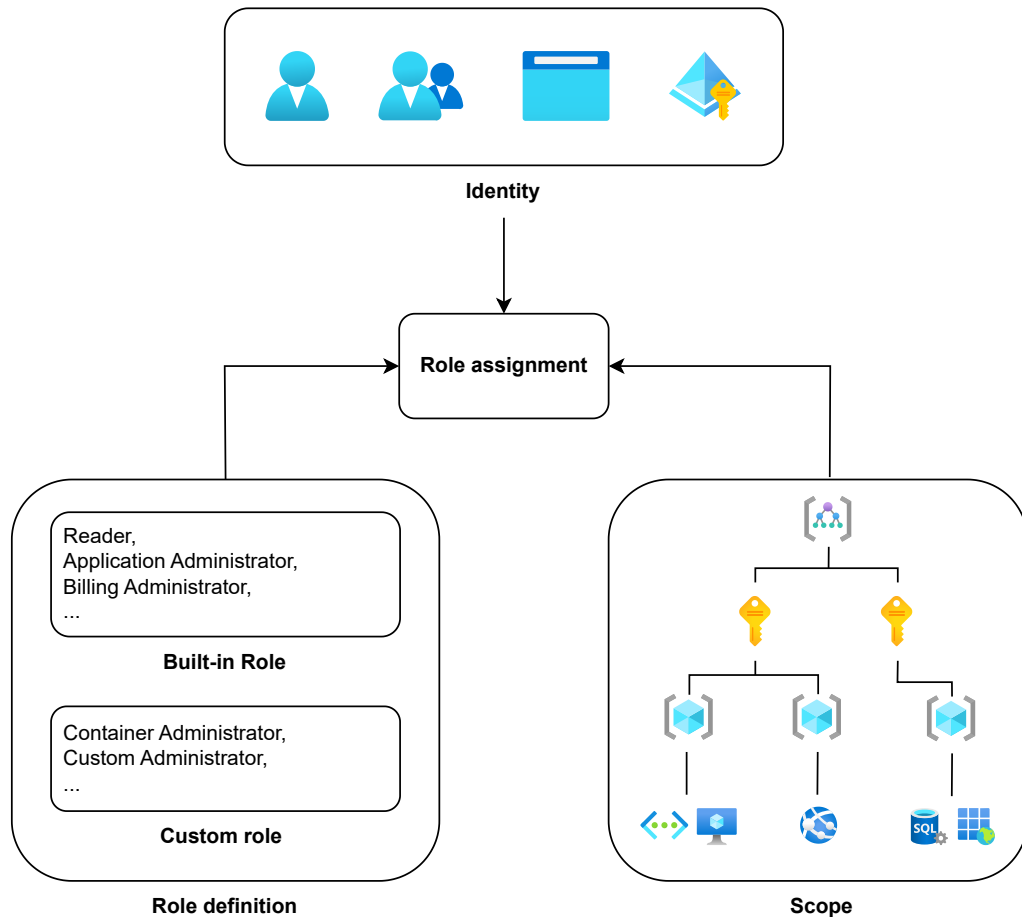 Identity
Role assignment
Reader,
Application Administrator,
Billing Administrator,
...
Built-in Role
Container Administrator,
Custom Administrator,
...
Custom role
Role definition
SQL
Scope